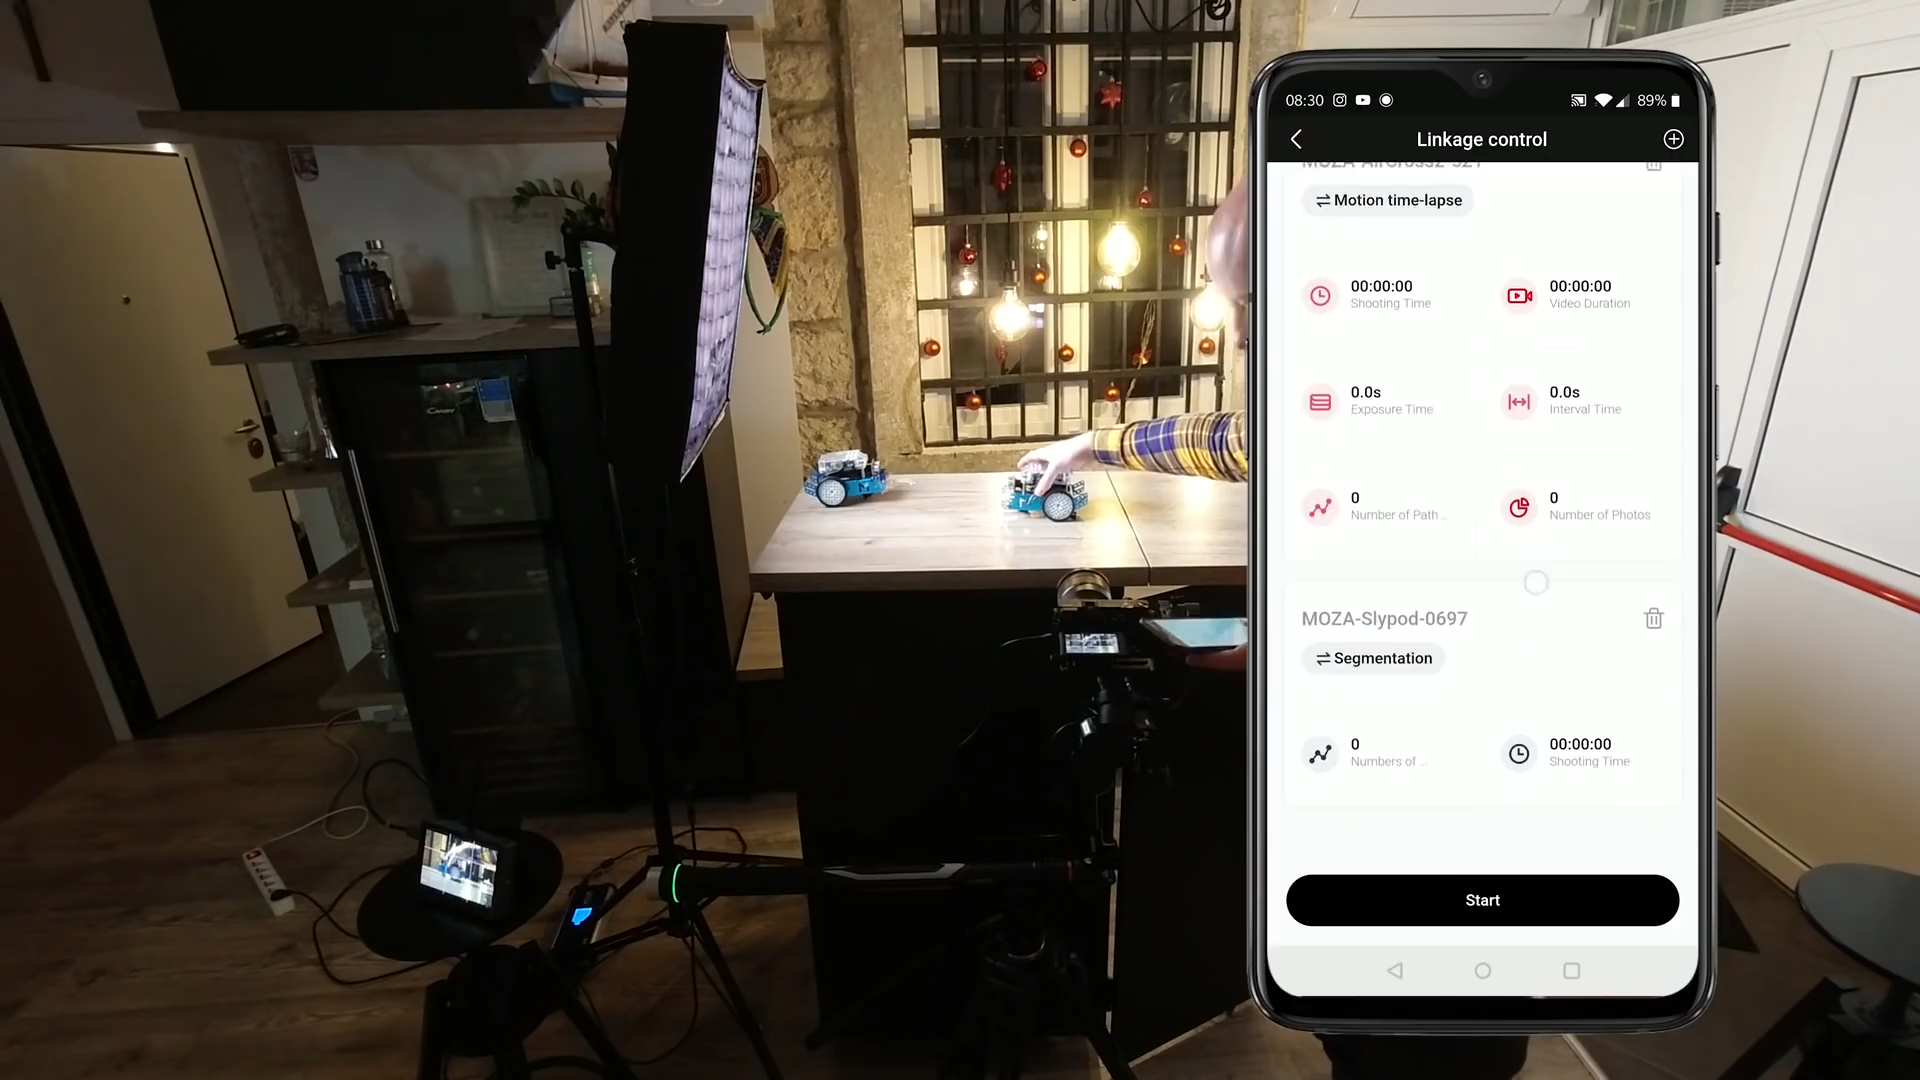 08:30
89%
Linkage control
Motion time-lapse
00:00:00
Shooting Time
00:00:00
Video Duration
0.0s
Exposure Time
0.0s
Interval Time
0
Number of Path ...
0
Number of Photos
MOZA-Slypod-0697
Segmentation
0
Numbers of ...
00:00:00
Shooting Time
Start
CANDY